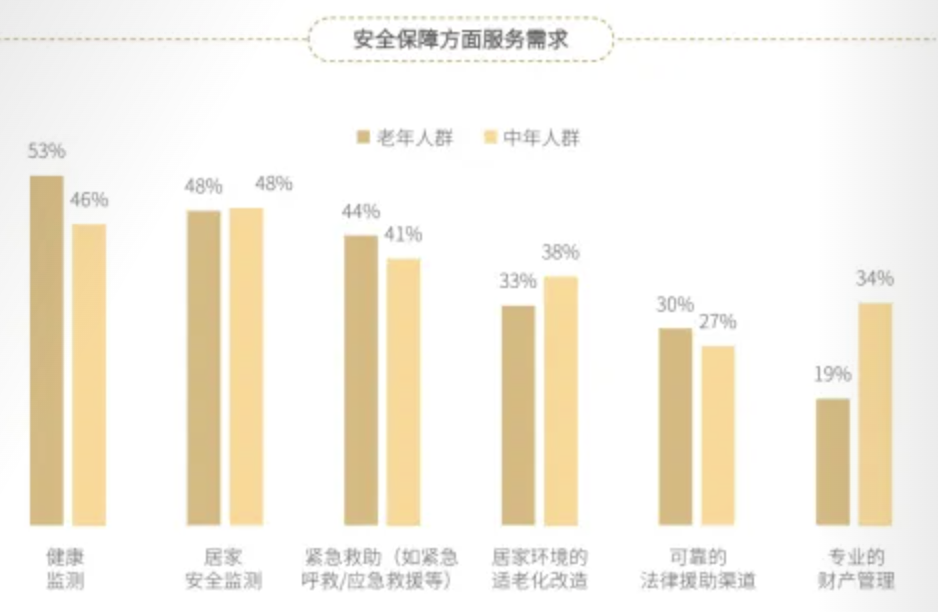 安全保障方面服务需求
老年人群 中年人群
53% 46% 48% 48% 44% 41% 33% 38% 30% 27% 19% 34%
健康
监测
居家
安全监测
紧急救助（如紧急
呼救/应急救援等）
居家环境的
适老化改造
可靠的
法律援助渠道
专业的
财产管理